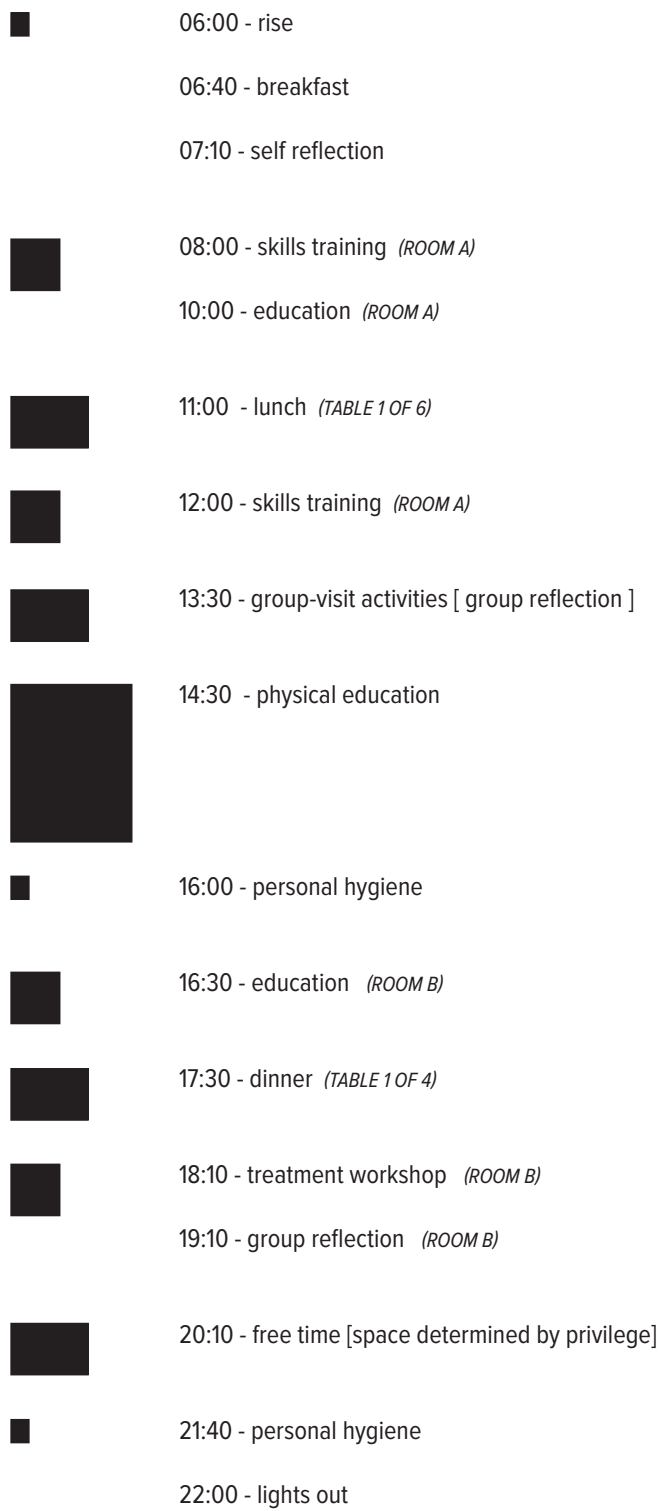 06:00 - rise
06:40 - breakfast
07:10 - self reflection
08:00 - skills training (ROOM A)
10:00 - education (ROOM A)
11:00 - lunch (TABLE 1 OF 6)
12:00 - skills training (ROOM A)
13:30 - group-visit activities [ group reflection ]
14:30 - physical education
16:00 - personal hygiene
16:30 - education (ROOM B)
17:30 - dinner (TABLE 1 OF 4)
18:10 - treatment workshop (ROOM B)
19:10 - group reflection (ROOM B)
20:10 - free time [space determined by privilege]
21:40 - personal hygiene
22:00 - lights out